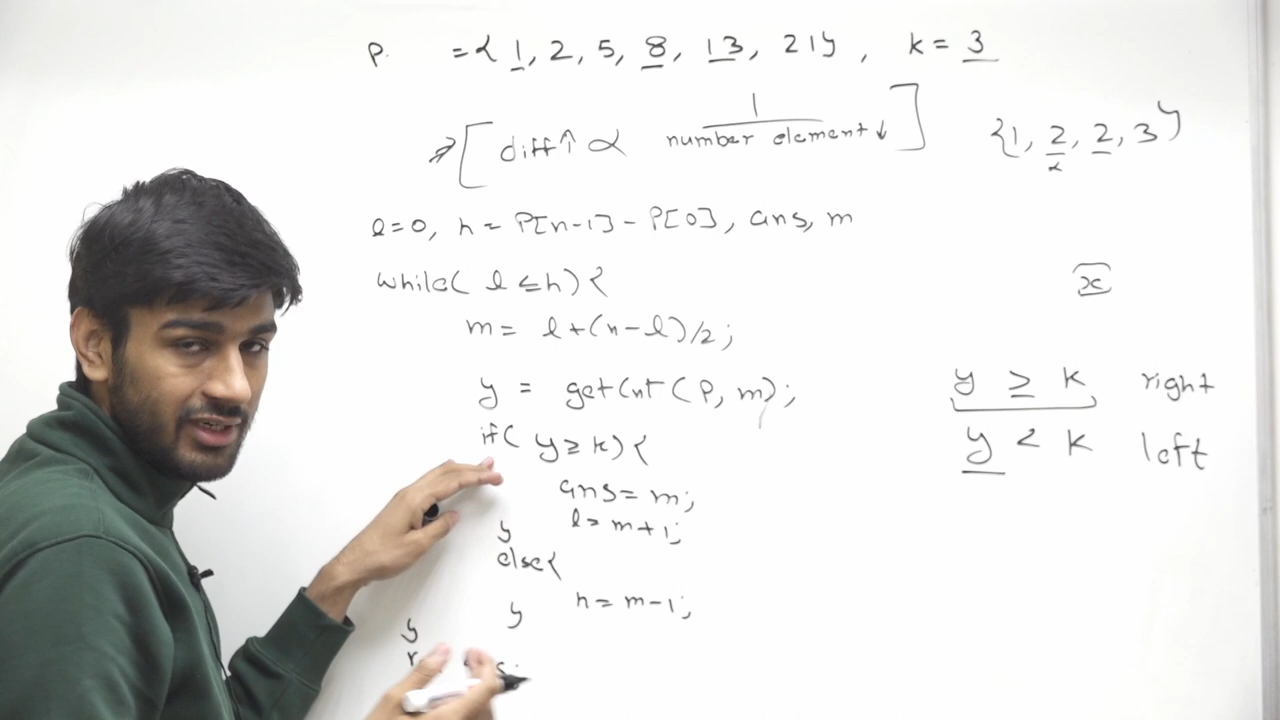 P. = { 1, 2, 5, 8, 13, 21 }, k = 3
[ diff↑ ∝ 1 / number element↓ ] {1, 2, 2, 3}
l=0, h = P[n-1] - P[0], ans, m
while( l ≤ h) {
x
m = l+(h-l)/2;
y = getCnt (P, m);
y ≥ k right
if( y ≥ k) {
y < k left
ans = m;
l = m+1;
}
else{
h = m-1;
}
}